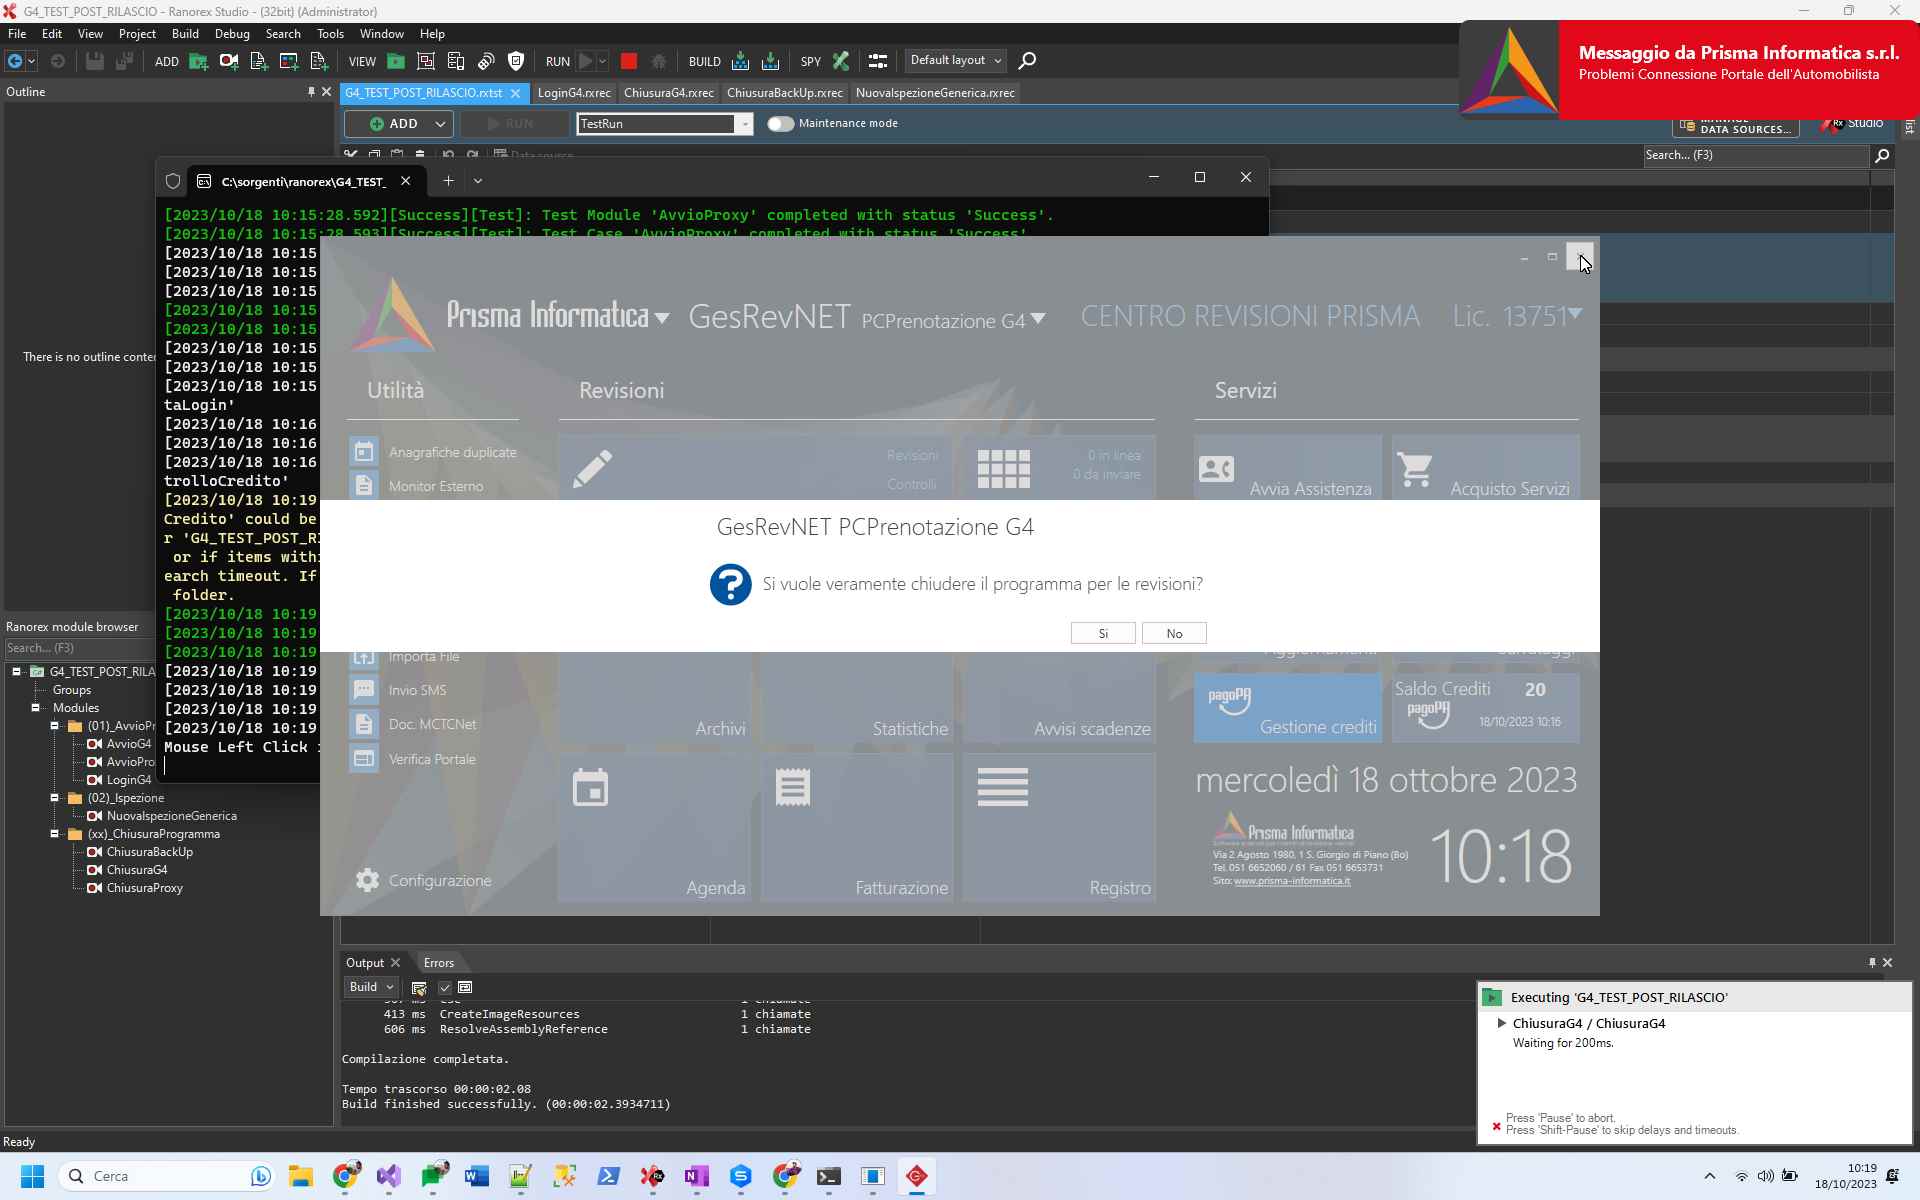 G4_TEST_POST_RILASCIO - Ranorex Studio - (32bit) (Administrator)
File Edit View Project Build Debug Search Tools Window Help
ADD VIEW RUN BUILD SPY Default layout
Messaggio da Prisma Informatica s.r.l.
Problemi Connessione Portale dell'Automobilista
Outline
G4_TEST_POST_RILASCIO.rxtst LoginG4.rxrec ChiusuraG4.rxrec ChiusuraBackUp.rxrec NuovaIspezioneGenerica.rxrec
ADD RUN TestRun Maintenance mode
DATA SOURCES... Studio
Data source
Search... (F3)
There is no outline conten
C:\sorgenti\ranorex\G4_TEST_
[2023/10/18 10:15:28.592][Success][Test]: Test Module 'AvvioProxy' completed with status 'Success'.
[2023/10/18 10:15:28.593][Success][Test]: Test Case 'AvvioProxy' completed with status 'Success'.
[2023/10/18 10:15
[2023/10/18 10:15
[2023/10/18 10:15
[2023/10/18 10:15
[2023/10/18 10:15
[2023/10/18 10:15
[2023/10/18 10:15
[2023/10/18 10:15
taLogin'
[2023/10/18 10:16
[2023/10/18 10:16
[2023/10/18 10:16
trolloCredito'
[2023/10/18 10:19
Credito' could be
r 'G4_TEST_POST_RI
or if items withi
earch timeout. If
folder.
[2023/10/18 10:19
[2023/10/18 10:19
[2023/10/18 10:19
[2023/10/18 10:19
[2023/10/18 10:19
[2023/10/18 10:19
[2023/10/18 10:19
Mouse Left Click i
Prisma Informatica GesRevNET PCPrenotazione G4 CENTRO REVISIONI PRISMA Lic. 13751
Utilità Revisioni Servizi
Anagrafiche duplicate
Monitor Esterno
Revisioni
Controlli
0 in linea
0 da inviare
Avvia Assistenza
Acquisto Servizi
GesRevNET PCPrenotazione G4
Si vuole veramente chiudere il programma per le revisioni?
Si No
Importa File
Invio SMS
Doc. MCTCNet
Verifica Portale
Configurazione
Archivi
Statistiche
Avvisi scadenze
Agenda
Fatturazione
Registro
Aggiornamenti
Salvataggi
pagoPA
Gestione crediti
Saldo Crediti 20
pagoPA
18/10/2023 10:16
mercoledì 18 ottobre 2023
Prisma Informatica
Via 2 Agosto 1980, 1 S. Giorgio di Piano (Bo)
Tel. 051 6652060 / 61 Fax 051 6653731
Sito: www.prisma-informatica.it
10:18
Ranorex module browser
Search... (F3)
G4_TEST_POST_RILA
Groups
Modules
(01)_AvvioPr
AvvioG4
AvvioPro
LoginG4
(02)_Ispezione
NuovaIspezioneGenerica
(xx)_ChiusuraProgramma
ChiusuraBackUp
ChiusuraG4
ChiusuraProxy
Output Errors
Build
413 ms CreateImageResources 1 chiamate
606 ms ResolveAssemblyReference 1 chiamate
Compilazione completata.
Tempo trascorso 00:00:02.08
Build finished successfully. (00:00:02.3934711)
Executing 'G4_TEST_POST_RILASCIO'
ChiusuraG4 / ChiusuraG4
Waiting for 200ms.
Press 'Pause' to abort.
Press 'Shift-Pause' to skip delays and timeouts.
Ready
Cerca
10:19
18/10/2023